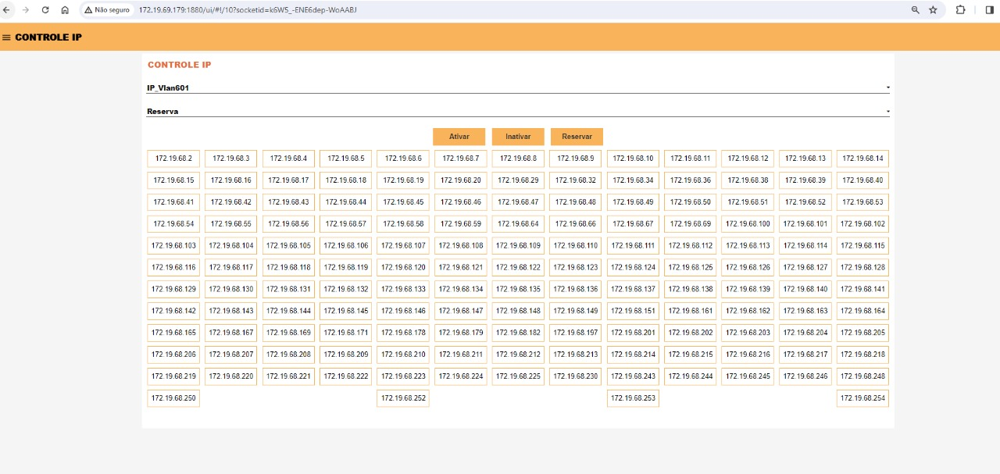 Não seguro 172.19.69.179:1880/ui/#!/10?socketid=k6W5_-ENE6dep-WoAABJ
CONTROLE IP
CONTROLE IP
IP_Vlan601
Reserva
Ativar Inativar Reservar
172.19.68.2 172.19.68.3 172.19.68.4 172.19.68.5 172.19.68.6 172.19.68.7 172.19.68.8 172.19.68.9 172.19.68.10 172.19.68.11 172.19.68.12 172.19.68.13 172.19.68.14
172.19.68.15 172.19.68.16 172.19.68.17 172.19.68.18 172.19.68.19 172.19.68.20 172.19.68.29 172.19.68.32 172.19.68.34 172.19.68.36 172.19.68.38 172.19.68.39 172.19.68.40
172.19.68.41 172.19.68.42 172.19.68.43 172.19.68.44 172.19.68.45 172.19.68.46 172.19.68.47 172.19.68.48 172.19.68.49 172.19.68.50 172.19.68.51 172.19.68.52 172.19.68.53
172.19.68.54 172.19.68.55 172.19.68.56 172.19.68.57 172.19.68.58 172.19.68.59 172.19.68.64 172.19.68.66 172.19.68.67 172.19.68.69 172.19.68.100 172.19.68.101 172.19.68.102
172.19.68.103 172.19.68.104 172.19.68.105 172.19.68.106 172.19.68.107 172.19.68.108 172.19.68.109 172.19.68.110 172.19.68.111 172.19.68.112 172.19.68.113 172.19.68.114 172.19.68.115
172.19.68.116 172.19.68.117 172.19.68.118 172.19.68.119 172.19.68.120 172.19.68.121 172.19.68.122 172.19.68.123 172.19.68.124 172.19.68.125 172.19.68.126 172.19.68.127 172.19.68.128
172.19.68.129 172.19.68.130 172.19.68.131 172.19.68.132 172.19.68.133 172.19.68.134 172.19.68.135 172.19.68.136 172.19.68.137 172.19.68.138 172.19.68.139 172.19.68.140 172.19.68.141
172.19.68.142 172.19.68.143 172.19.68.144 172.19.68.145 172.19.68.146 172.19.68.147 172.19.68.148 172.19.68.149 172.19.68.151 172.19.68.161 172.19.68.162 172.19.68.163 172.19.68.164
172.19.68.165 172.19.68.167 172.19.68.169 172.19.68.171 172.19.68.178 172.19.68.179 172.19.68.182 172.19.68.197 172.19.68.201 172.19.68.202 172.19.68.203 172.19.68.204 172.19.68.205
172.19.68.206 172.19.68.207 172.19.68.208 172.19.68.209 172.19.68.210 172.19.68.211 172.19.68.212 172.19.68.213 172.19.68.214 172.19.68.215 172.19.68.216 172.19.68.217 172.19.68.218
172.19.68.219 172.19.68.220 172.19.68.221 172.19.68.222 172.19.68.223 172.19.68.224 172.19.68.225 172.19.68.230 172.19.68.243 172.19.68.244 172.19.68.245 172.19.68.246 172.19.68.248
172.19.68.250 172.19.68.252 172.19.68.253 172.19.68.254